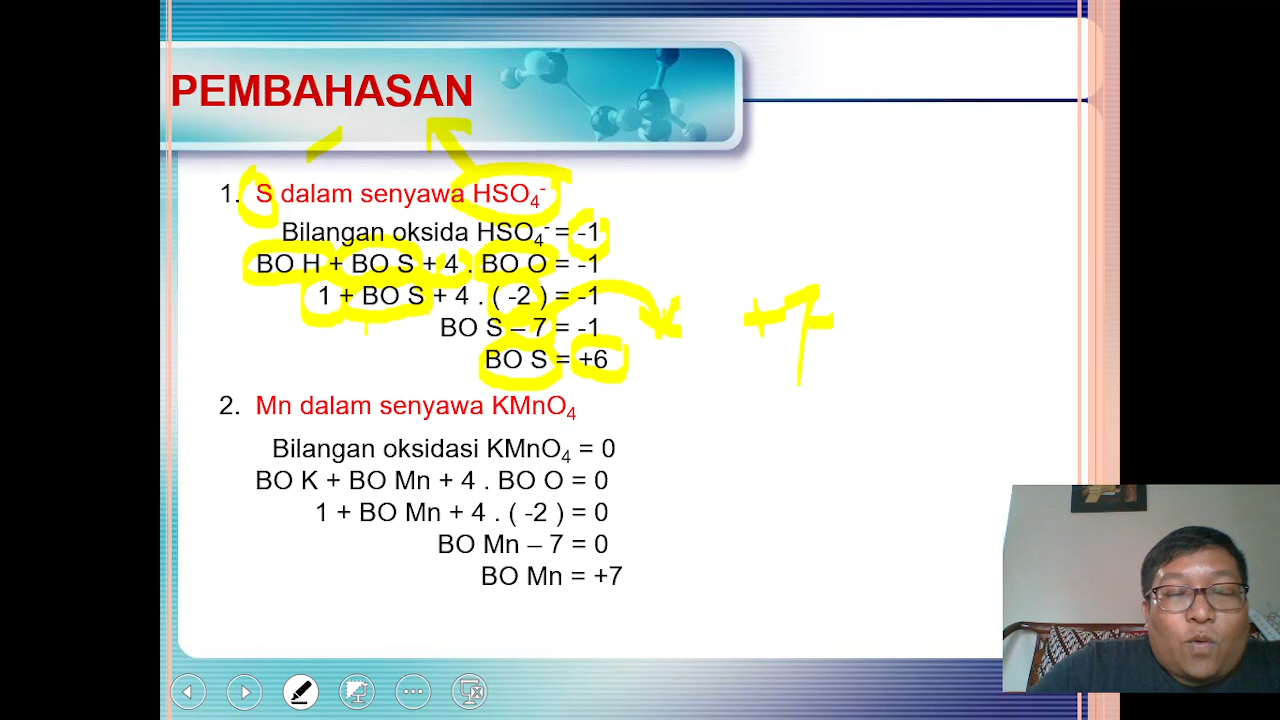 PEMBAHASAN
1. S dalam senyawa HSO₄⁻
Bilangan oksida HSO₄⁻ = -1
BO H + BO S + 4 . BO O = -1
1 + BO S + 4 . ( -2 ) = -1
BO S – 7 = -1
BO S = +6
+7
2. Mn dalam senyawa KMnO₄
Bilangan oksidasi KMnO₄ = 0
BO K + BO Mn + 4 . BO O = 0
1 + BO Mn + 4 . ( -2 ) = 0
BO Mn – 7 = 0
BO Mn = +7